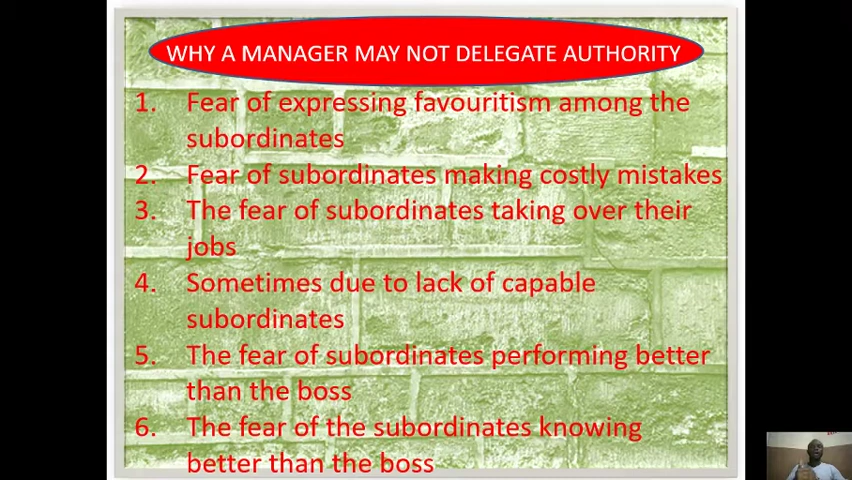 WHY A MANAGER MAY NOT DELEGATE AUTHORITY
1. Fear of expressing favouritism among the
subordinates
2. Fear of subordinates making costly mistakes
3. The fear of subordinates taking over their
jobs
4. Sometimes due to lack of capable
subordinates
5. The fear of subordinates performing better
than the boss
6. The fear of the subordinates knowing
better than the boss